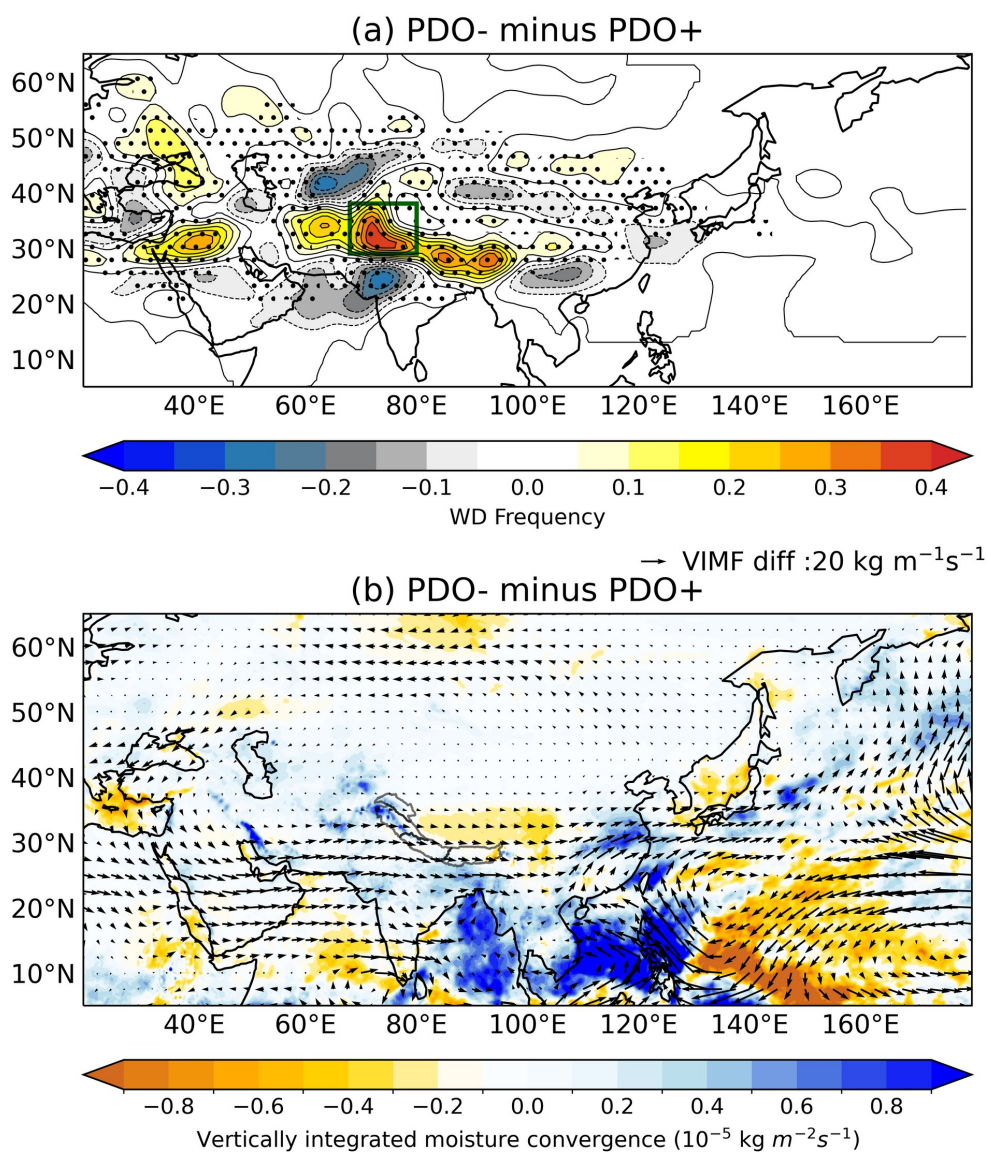 (a) PDO- minus PDO+
60°N
50°N
40°N
30°N
20°N
10°N
40°E 60°E 80°E 100°E 120°E 140°E 160°E
−0.4 −0.3 −0.2 −0.1 0.0 0.1 0.2 0.3 0.4
WD Frequency
VIMF diff :20 kg m⁻¹s⁻¹
(b) PDO- minus PDO+
60°N
50°N
40°N
30°N
20°N
10°N
40°E 60°E 80°E 100°E 120°E 140°E 160°E
−0.8 −0.6 −0.4 −0.2 0.0 0.2 0.4 0.6 0.8
Vertically integrated moisture convergence (10⁻⁵ kg m⁻²s⁻¹)